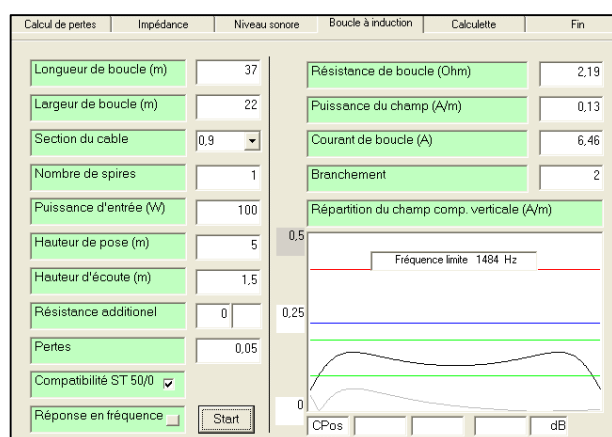 Calcul de pertes Impédance Niveau sonore Boucle à induction Calculette Fin
Longueur de boucle (m) 37
Largeur de boucle (m) 22
Section du cable 0,9
Nombre de spires 1
Puissance d'entrée (W) 100
Hauteur de pose (m) 5
Hauteur d'écoute (m) 1,5
Résistance additionel 0
Pertes 0,05
Compatibilité ST 50/0
Réponse en fréquence Start
Résistance de boucle (Ohm) 2,19
Puissance du champ (A/m) 0,13
Courant de boucle (A) 6,46
Branchement 2
Répartition du champ comp. verticale (A/m)
0,5
Fréquence limite 1484 Hz
0,25
0
CPos dB